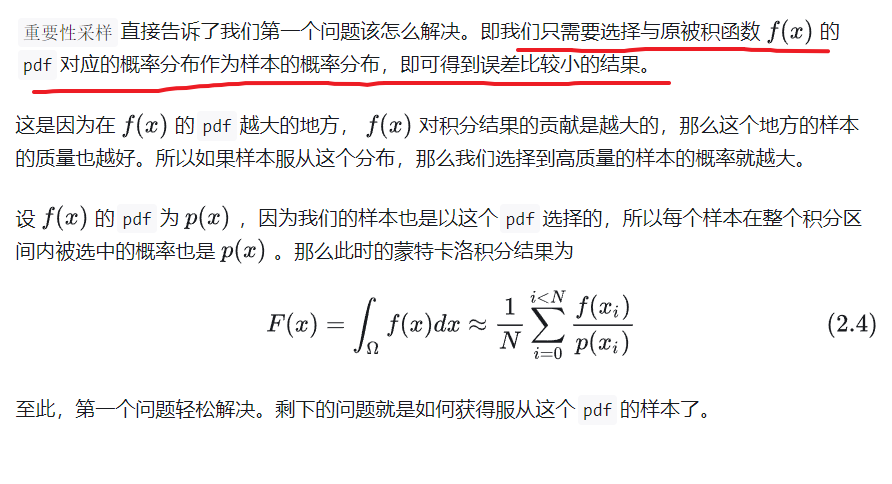 重要性采样 直接告诉了我们第一个问题该怎么解决。即我们只需要选择与原被积函数 f(x) 的
pdf 对应的概率分布作为样本的概率分布，即可得到误差比较小的结果。
这是因为在 f(x) 的 pdf 越大的地方， f(x) 对积分结果的贡献是越大的，那么这个地方的样本
的质量也越好。所以如果样本服从这个分布，那么我们选择到高质量的样本的概率就越大。
设 f(x) 的 pdf 为 p(x) ，因为我们的样本也是以这个 pdf 选择的，所以每个样本在整个积分区
间内被选中的概率也是 p(x) 。那么此时的蒙特卡洛积分结果为
F(x) = ∫_Ω f(x)dx ≈ \frac{1}{N} \sum_{i=0}^{i<N} \frac{f(x_i)}{p(x_i)} (2.4)
至此，第一个问题轻松解决。剩下的问题就是如何获得服从这个 pdf 的样本了。